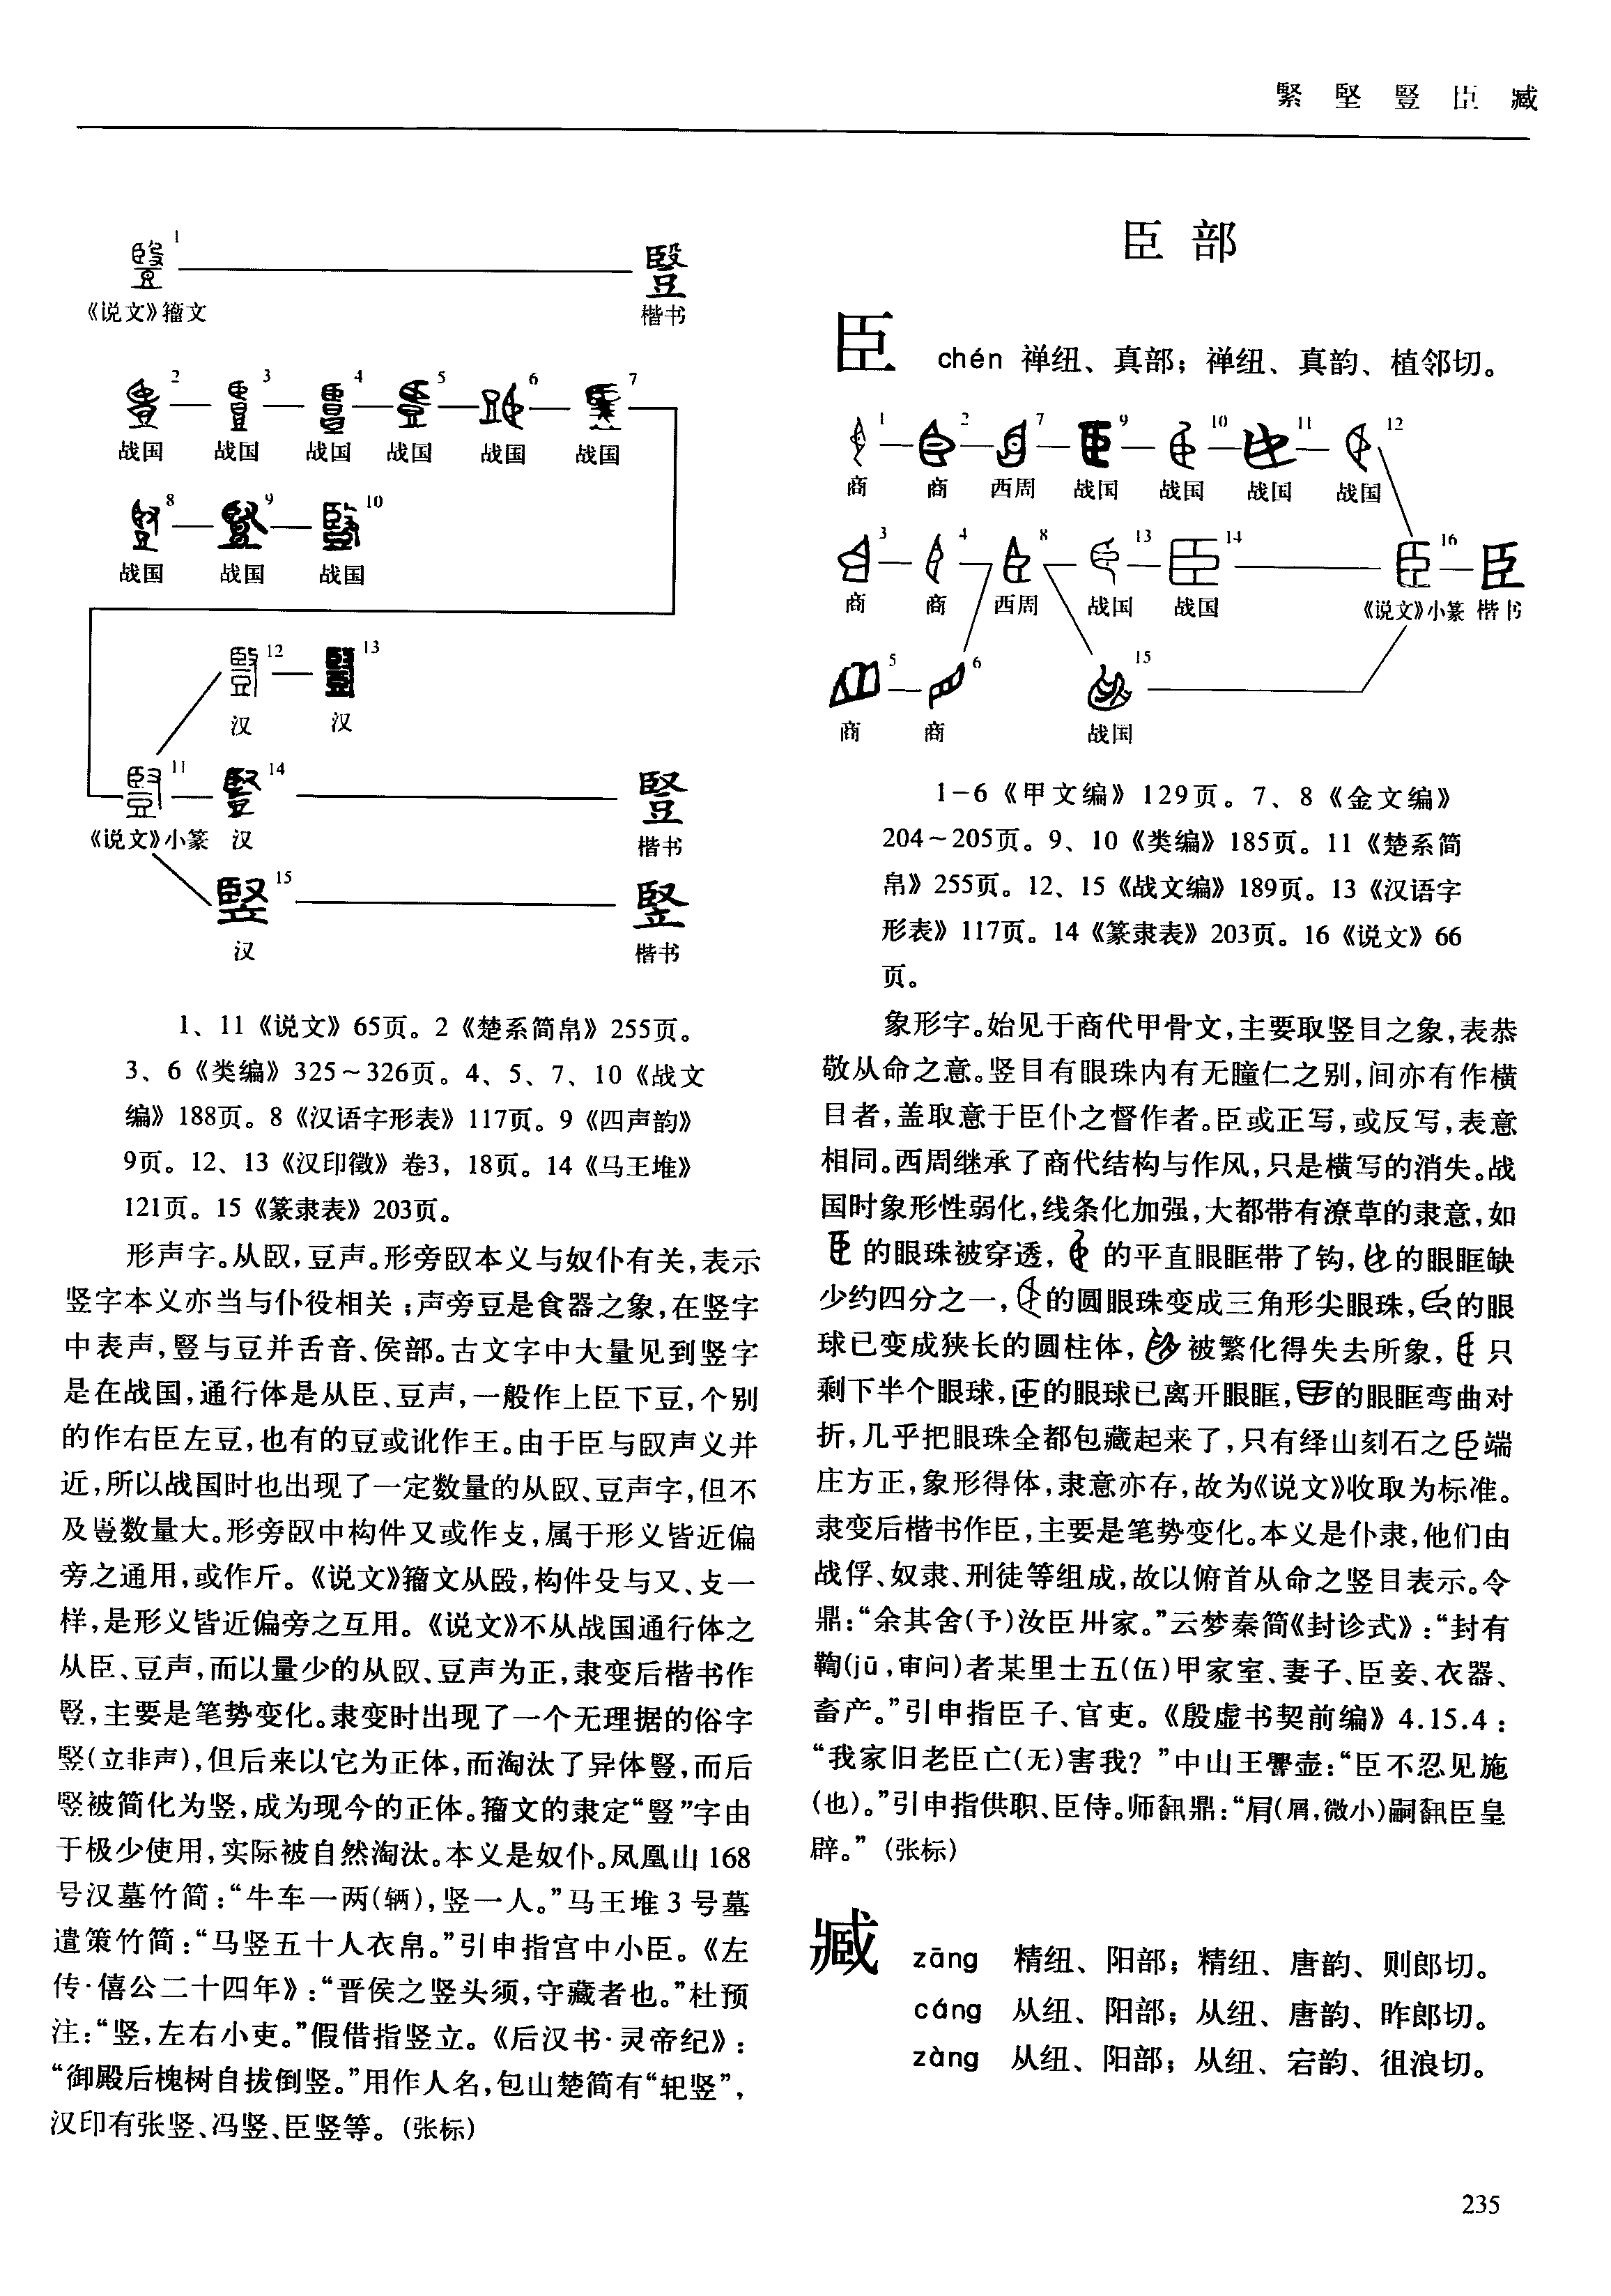 緊 堅 豎 臣 臧
1
《说文》籀文
楷书
2 3 4 5 6 7
战国 战国 战国 战国 战国 战国
8 9 10
战国 战国 战国
12 13
汉 汉
11 14
豎
《说文》小篆 汉
楷书
15
竪
竪
汉
楷书
1、11《说文》65页。2《楚系简帛》255页。
3、6《类编》325~326页。4、5、7、10《战文
编》188页。8《汉语字形表》117页。9《四声韵》
9页。12、13《汉印徵》卷3，18页。14《马王堆》
121页。15《篆隶表》203页。
形声字。从臤，豆声。形旁臤本义与奴仆有关，表示
竖字本义亦当与仆役相关；声旁豆是食器之象，在竖字
中表声，豎与豆并舌音、侯部。古文字中大量见到竖字
是在战国，通行体是从臣、豆声，一般作上臣下豆，个别
的作右臣左豆，也有的豆或讹作王。由于臣与臤声义并
近，所以战国时也出现了一定数量的从臤、豆声字，但不
及数量大。形旁臤中构件又或作攴，属于形义皆近偏
旁之通用，或作斤。《说文》籀文从，构件殳与又、攴一
样，是形义皆近偏旁之互用。《说文》不从战国通行体之
从臣、豆声，而以量少的从臤、豆声为正，隶变后楷书作
豎，主要是笔势变化。隶变时出现了一个无理据的俗字
竪（立非声），但后来以它为正体，而淘汰了异体豎，而后
竪被简化为竖，成为现今的正体。籀文的隶定“”字由
于极少使用，实际被自然淘汰。本义是奴仆。凤凰山168
号汉墓竹简：“牛车一两（辆），竖一人。”马王堆3号墓
遣策竹简：“马竖五十人衣帛。”引申指宫中小臣。《左
传·僖公二十四年》：“晋侯之竖头须，守藏者也。”杜预
注：“竖，左右小吏。”假借指竖立。《后汉书·灵帝纪》：
“御殿后槐树自拔倒竖。”用作人名，包山楚简有“轺竖”，
汉印有张竖、冯竖、臣竖等。（张标）
臣部
臣 chén 禅纽、真部；禅纽、真韵、植邻切。
1 2 7 9 10 11 12
商 商 西周 战国 战国 战国 战国
3 4 8 13 14 16
臣
商 商 西周 战国 战国 《说文》小篆 楷书
5 6 15
商 商 战国
1-6《甲文编》129页。7、8《金文编》
204~205页。9、10《类编》185页。11《楚系简
帛》255页。12、15《战文编》189页。13《汉语字
形表》117页。14《篆隶表》203页。16《说文》66
页。
象形字。始见于商代甲骨文，主要取竖目之象，表恭
敬从命之意。竖目有眼珠内有无瞳仁之别，间亦有作横
目者，盖取意于臣仆之督作者。臣或正写，或反写，表意
相同。西周继承了商代结构与作风，只是横写的消失。战
国时象形性弱化，线条化加强，大都带有潦草的隶意，如
的眼珠被穿透，的平直眼眶带了钩，的眼眶缺
少约四分之一，的圆眼珠变成三角形尖眼珠，的眼
球已变成狭长的圆柱体，被繁化得失去所象，只
剩下半个眼球，的眼球已离开眼眶，的眼眶弯曲对
折，几乎把眼珠全都包藏起来了，只有绎山刻石之端
庄方正，象形得体，隶意亦存，故为《说文》收取为标准。
隶变后楷书作臣，主要是笔势变化。本义是仆隶，他们由
战俘、奴隶、刑徒等组成，故以俯首从命之竖目表示。令
鼎：“余其舍（予）汝臣卅家。”云梦秦简《封诊式》：“封有
鞫（jū，审问）者某里士五（伍）甲家室、妻子、臣妾、衣器、
畜产。”引申指臣子、官吏。《殷虚书契前编》4.15.4：
“我家旧老臣亡（无）害我？”中山王壶：“臣不忍见施
（也）。”引申指供职、臣侍。师𩛥鼎：“（屑，微小）嗣𩛥臣皇
辟。”（张标）
臧 zāng 精纽、阳部；精纽、唐韵、则郎切。
cáng 从纽、阳部；从纽、唐韵、昨郎切。
zàng 从纽、阳部；从纽、宕韵、徂浪切。
235